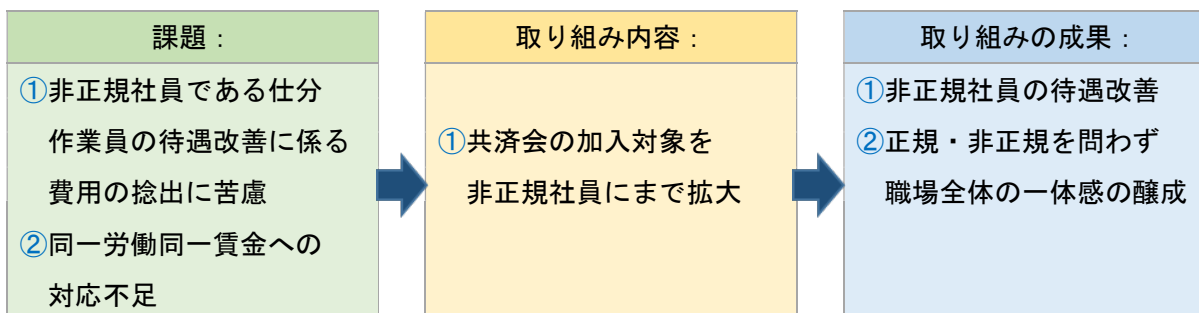 課題：
①非正規社員である仕分
作業員の待遇改善に係る
費用の捻出に苦慮
②同一労働同一賃金への
対応不足
取り組み内容：
①共済会の加入対象を
非正規社員にまで拡大
取り組みの成果：
①非正規社員の待遇改善
②正規・非正規を問わず
職場全体の一体感の醸成